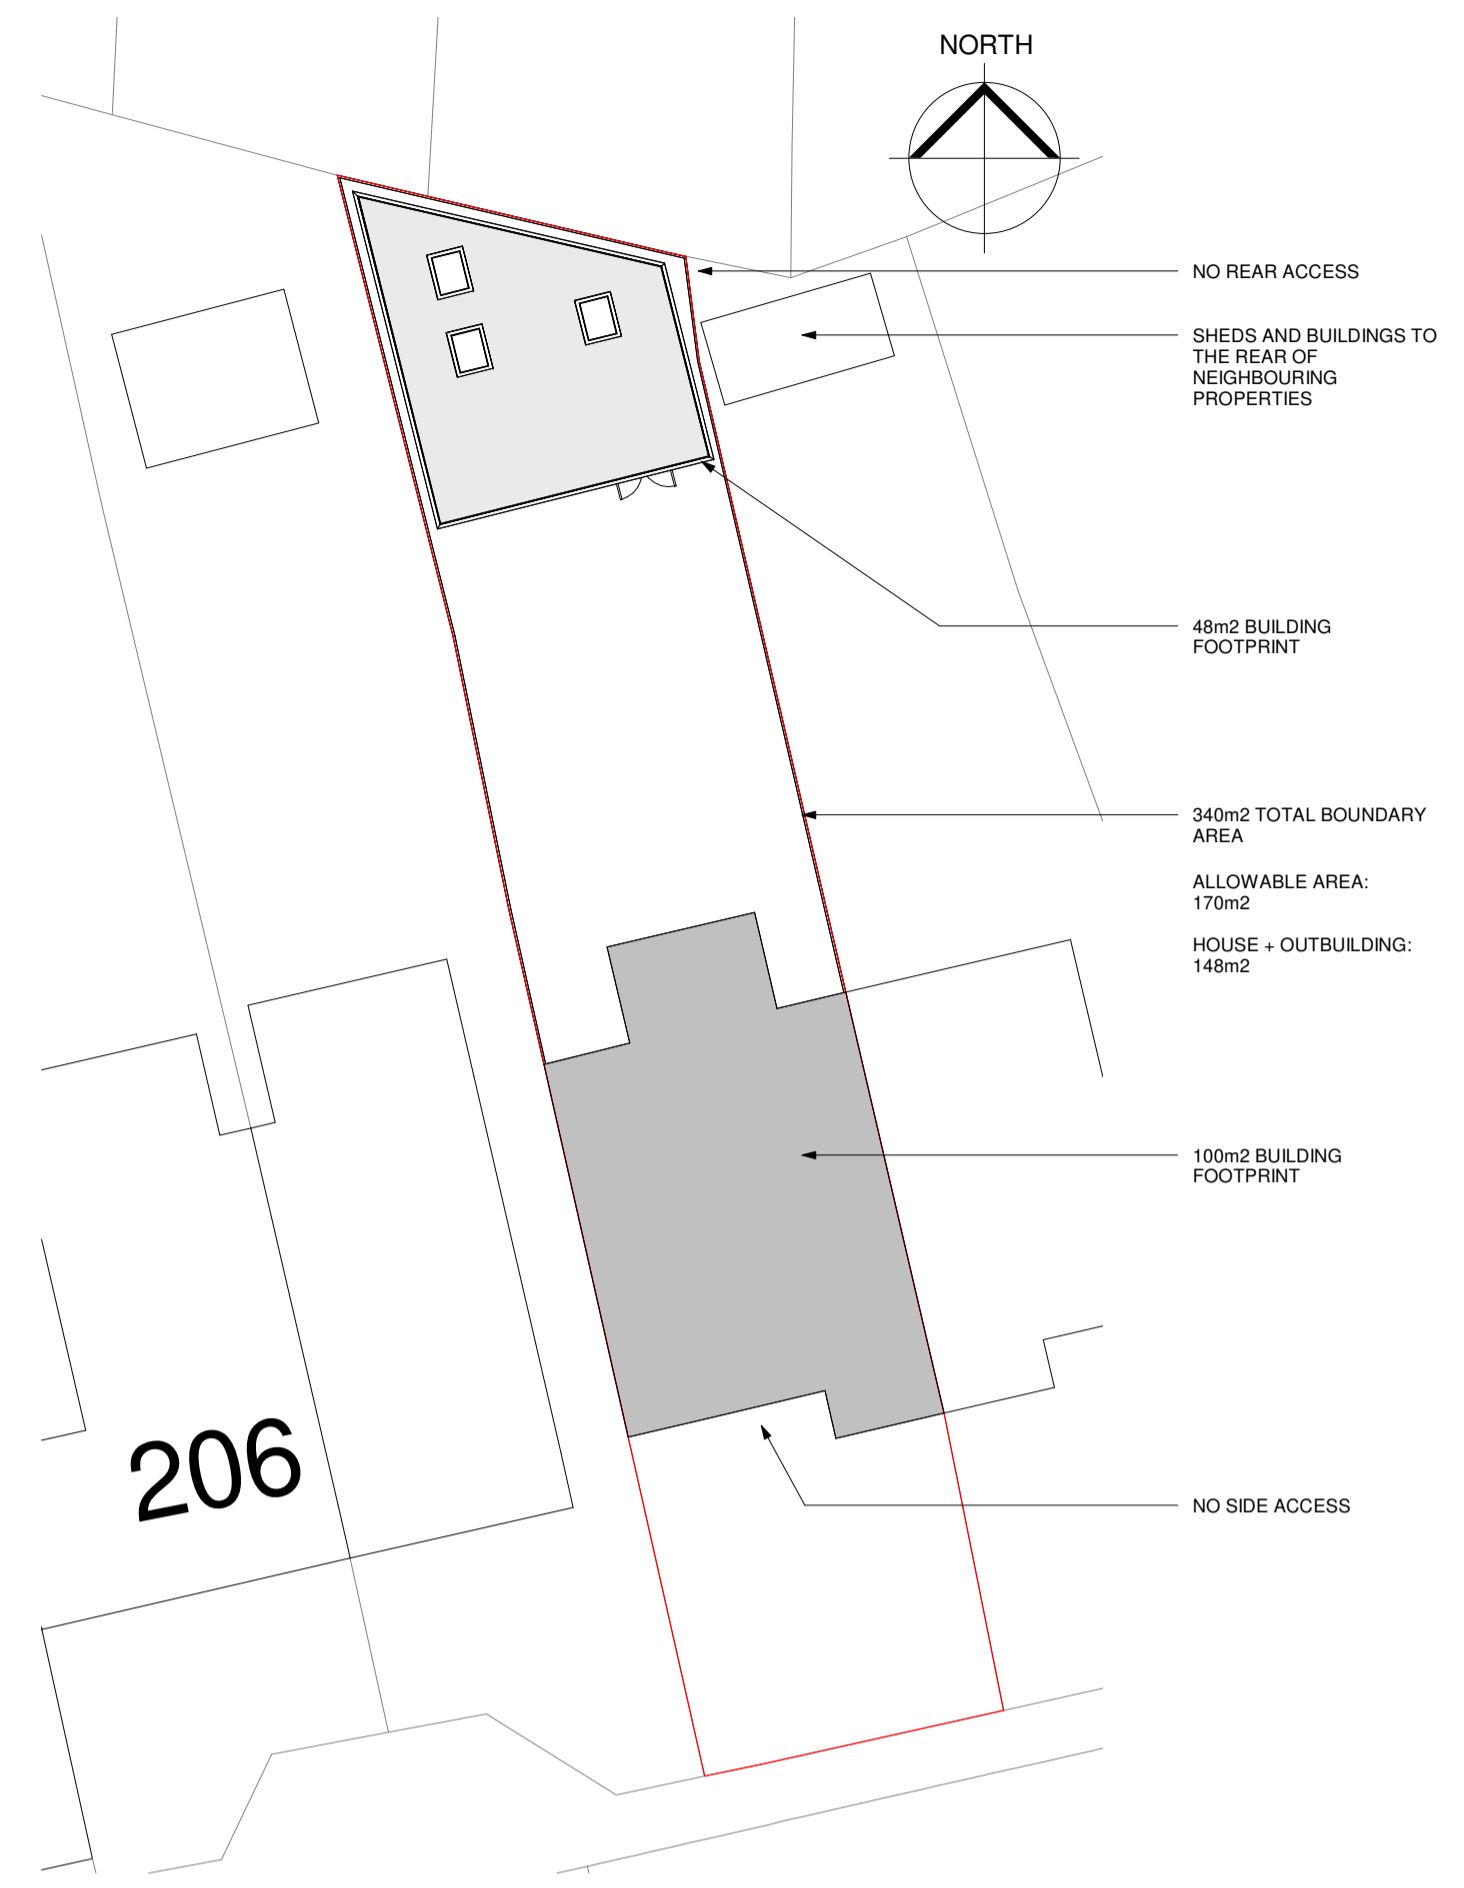 NORTH
NO REAR ACCESS
SHEDS AND BUILDINGS TO
THE REAR OF
NEIGHBOURING
PROPERTIES
48m2 BUILDING
FOOTPRINT
340m2 TOTAL BOUNDARY
AREA
ALLOWABLE AREA:
170m2
HOUSE + OUTBUILDING:
148m2
100m2 BUILDING
FOOTPRINT
206
NO SIDE ACCESS